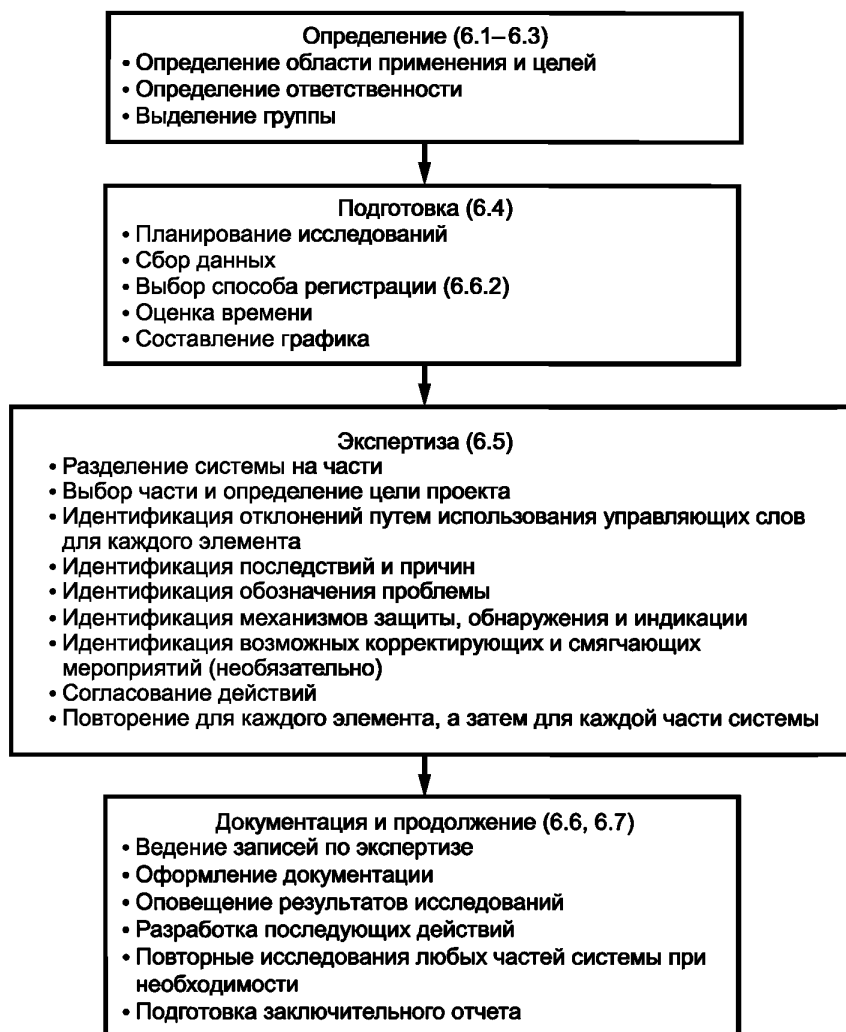 Определение (6.1–6.3)
• Определение области применения и целей
• Определение ответственности
• Выделение группы
Подготовка (6.4)
• Планирование исследований
• Сбор данных
• Выбор способа регистрации (6.6.2)
• Оценка времени
• Составление графика
Экспертиза (6.5)
• Разделение системы на части
• Выбор части и определение цели проекта
• Идентификация отклонений путем использования управляющих слов
для каждого элемента
• Идентификация последствий и причин
• Идентификация обозначения проблемы
• Идентификация механизмов защиты, обнаружения и индикации
• Идентификация возможных корректирующих и смягчающих
мероприятий (необязательно)
• Согласование действий
• Повторение для каждого элемента, а затем для каждой части системы
Документация и продолжение (6.6, 6.7)
• Ведение записей по экспертизе
• Оформление документации
• Оповещение результатов исследований
• Разработка последующих действий
• Повторные исследования любых частей системы при
необходимости
• Подготовка заключительного отчета